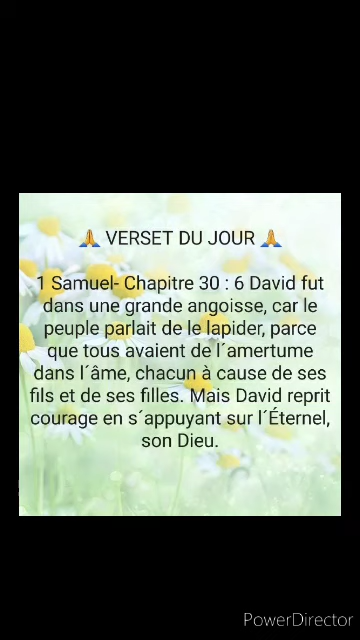 🙏 VERSET DU JOUR 🙏
1 Samuel- Chapitre 30 : 6 David fut
dans une grande angoisse, car le
peuple parlait de le lapider, parce
que tous avaient de l´amertume
dans l´âme, chacun à cause de ses
fils et de ses filles. Mais David reprit
courage en s´appuyant sur l´Éternel,
son Dieu.
PowerDirector